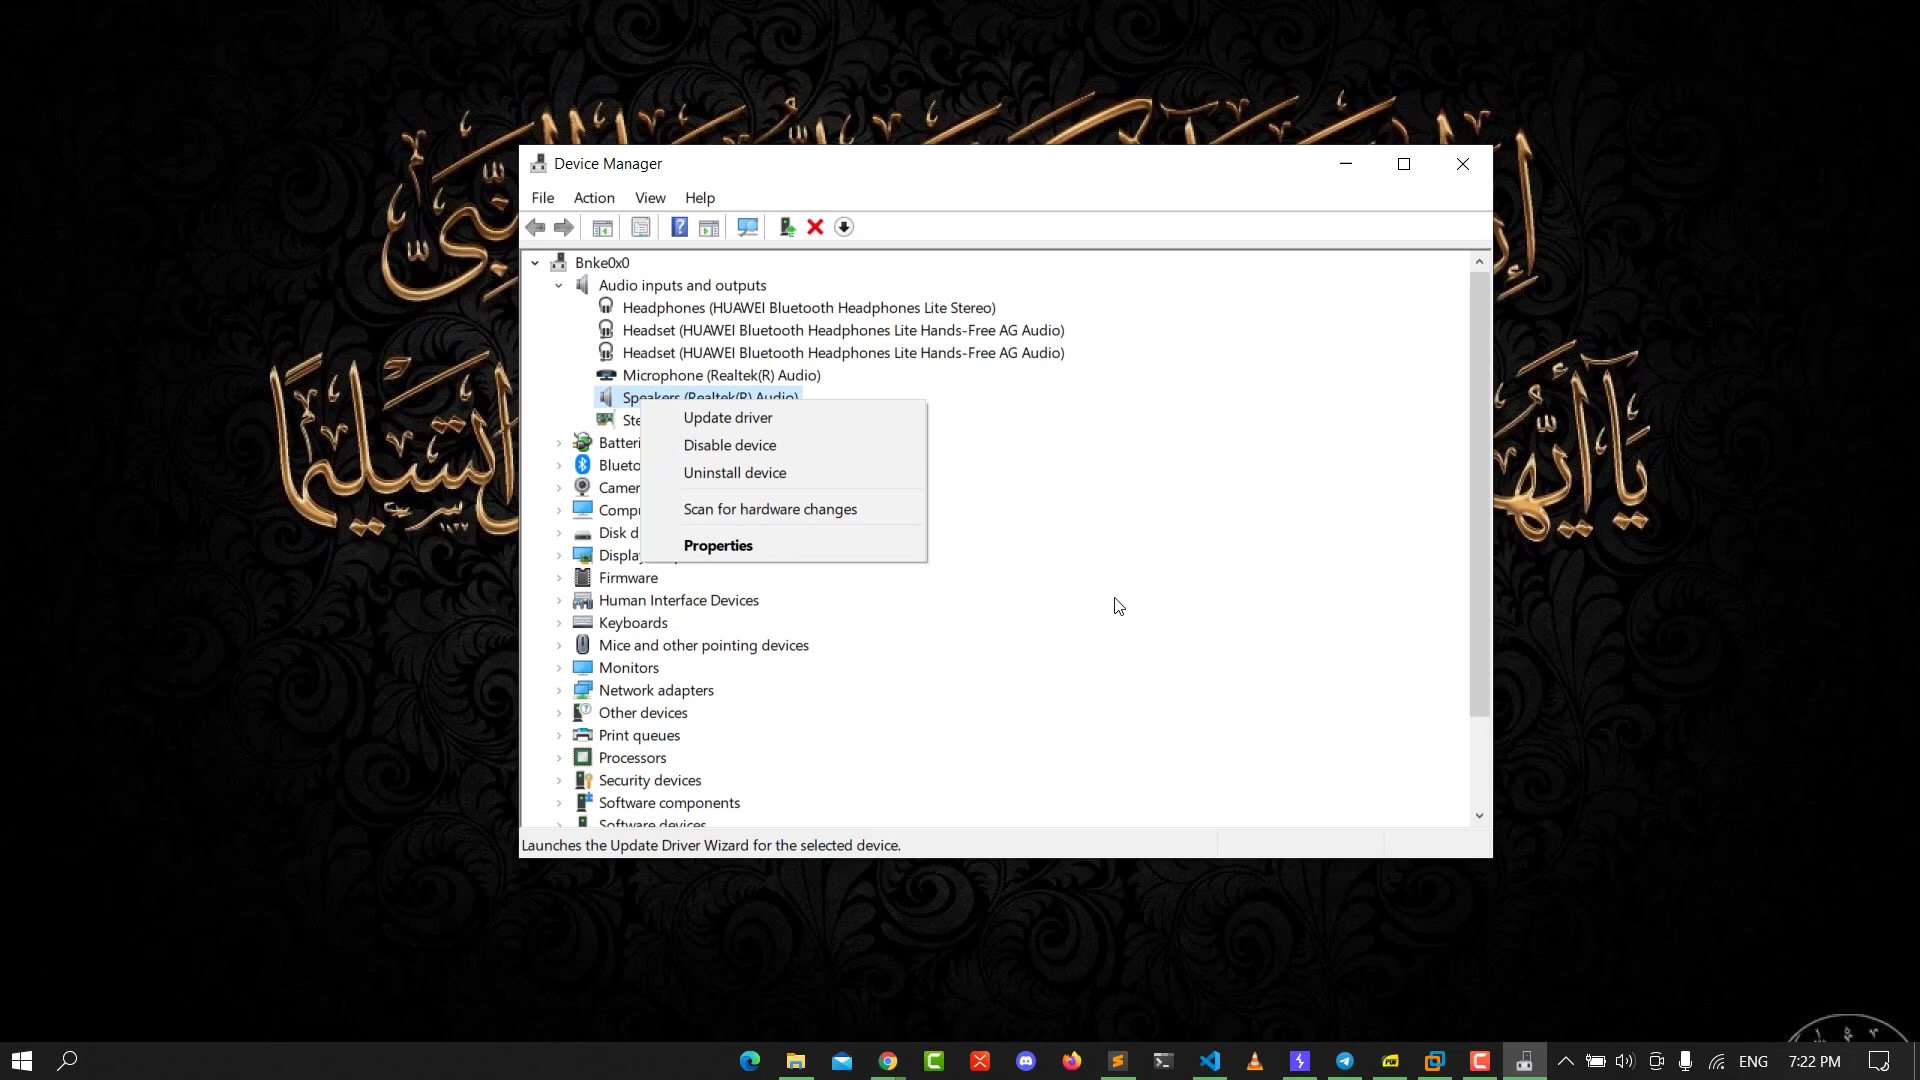 Device Manager
File Action View Help
Bnke0x0
Audio inputs and outputs
Headphones (HUAWEI Bluetooth Headphones Lite Stereo)
Headset (HUAWEI Bluetooth Headphones Lite Hands-Free AG Audio)
Headset (HUAWEI Bluetooth Headphones Lite Hands-Free AG Audio)
Microphone (Realtek(R) Audio)
Speakers (Realtek(R) Audio)
Update driver
Disable device
Uninstall device
Scan for hardware changes
Properties
Ste
Batteri
Blueto
Camer
Compu
Disk d
Display
Firmware
Human Interface Devices
Keyboards
Mice and other pointing devices
Monitors
Network adapters
Other devices
Print queues
Processors
Security devices
Software components
Software devices
Launches the Update Driver Wizard for the selected device.
ENG 7:22 PM